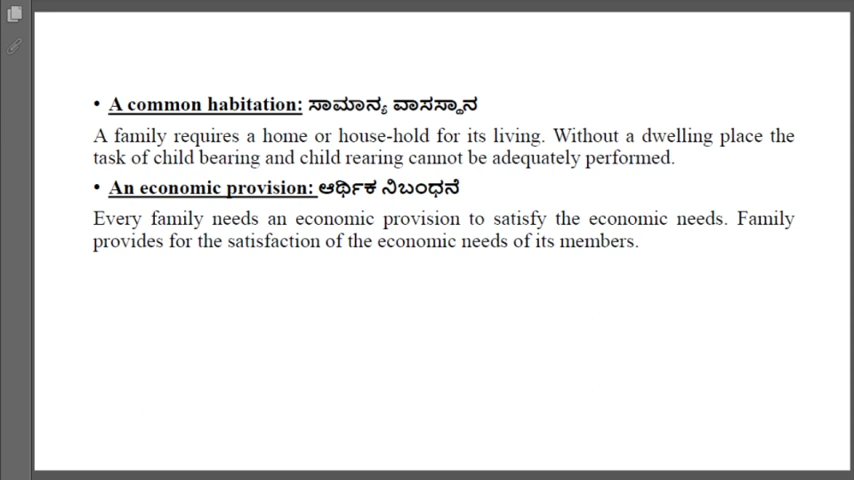 • A common habitation: ಸಾಮಾನ್ಯ ವಾಸಸ್ಥಾನ
A family requires a home or house-hold for its living. Without a dwelling place the
task of child bearing and child rearing cannot be adequately performed.
• An economic provision: ಆರ್ಥಿಕ ನಿಬಂಧನೆ
Every family needs an economic provision to satisfy the economic needs. Family
provides for the satisfaction of the economic needs of its members.